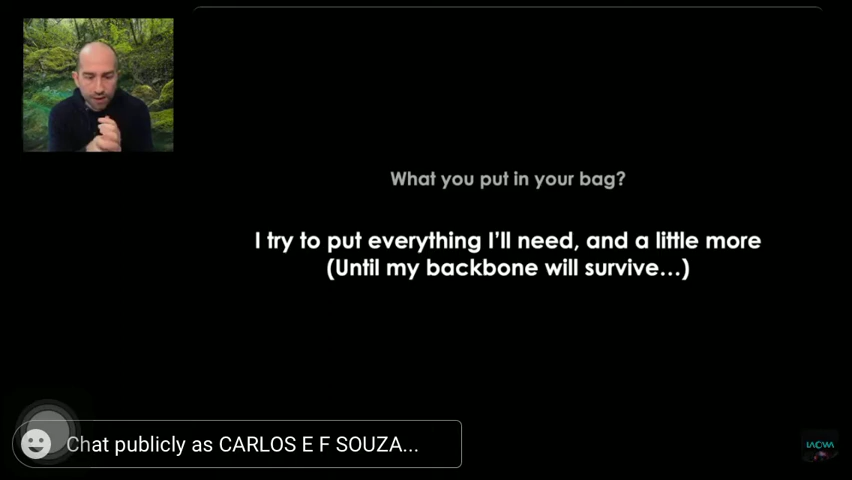 What you put in your bag?
I try to put everything I'll need, and a little more
(Until my backbone will survive...)
Chat publicly as CARLOS E F SOUZA...